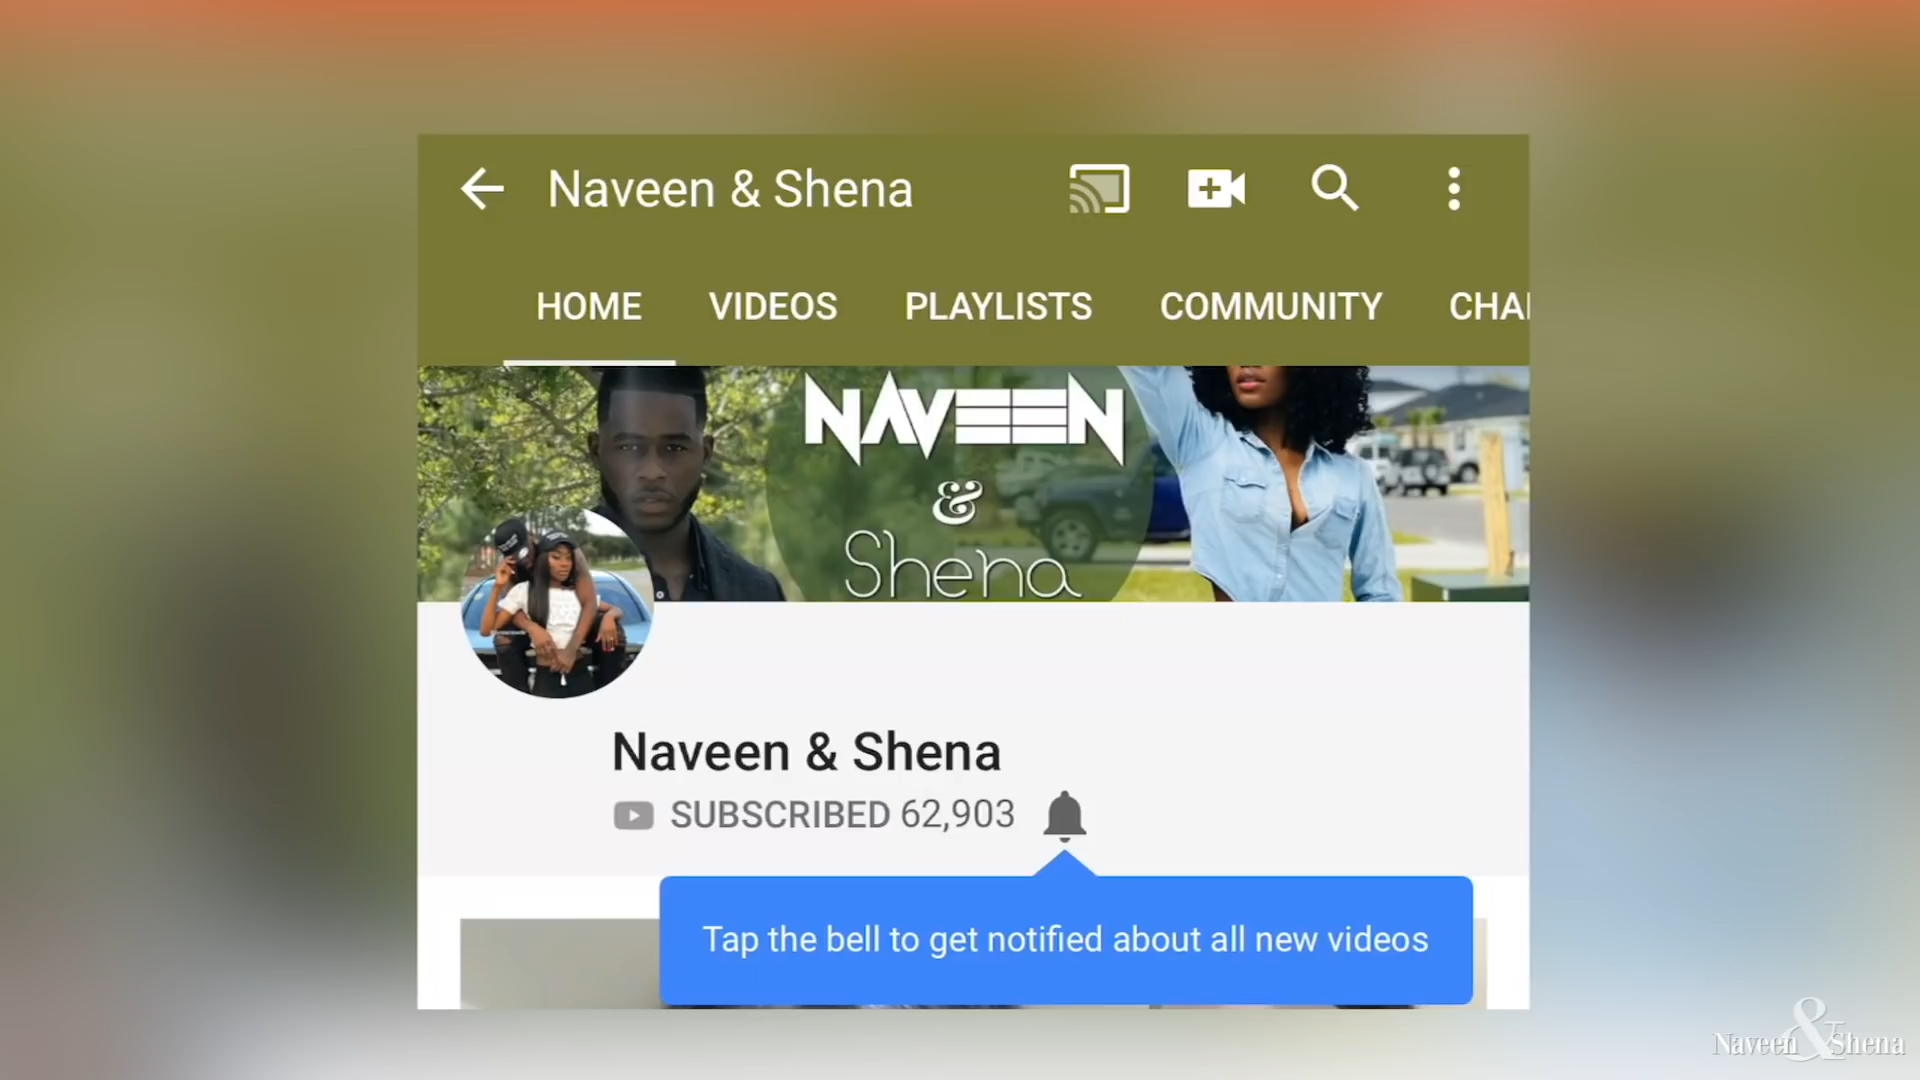 Naveen & Shena
HOME VIDEOS PLAYLISTS COMMUNITY CHA
NAVEEN
&
Shena
Naveen & Shena
SUBSCRIBED 62,903
Tap the bell to get notified about all new videos
Naveen & Shena